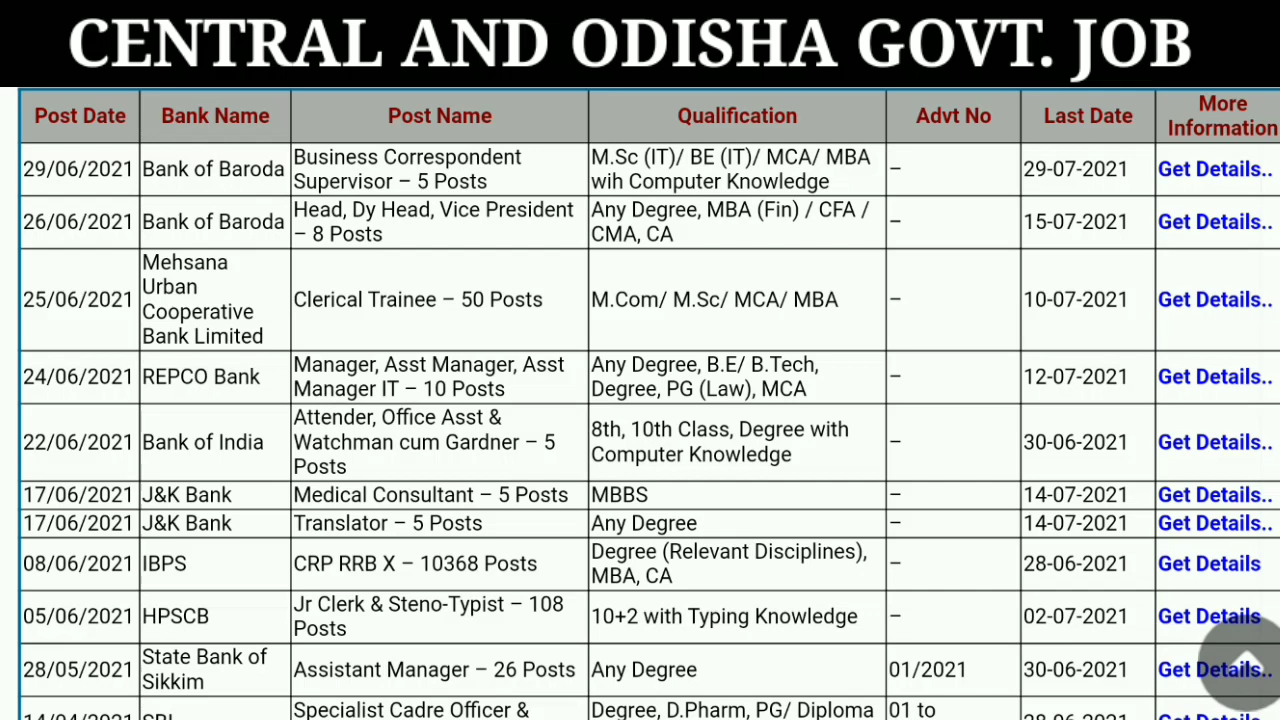 CENTRAL AND ODISHA GOVT. JOB
Post Date Bank Name Post Name Qualification Advt No Last Date More Information
29/06/2021 Bank of Baroda Business Correspondent Supervisor – 5 Posts M.Sc (IT)/ BE (IT)/ MCA/ MBA wih Computer Knowledge – 29-07-2021 Get Details..
26/06/2021 Bank of Baroda Head, Dy Head, Vice President – 8 Posts Any Degree, MBA (Fin) / CFA / CMA, CA – 15-07-2021 Get Details..
25/06/2021 Mehsana Urban Cooperative Bank Limited Clerical Trainee – 50 Posts M.Com/ M.Sc/ MCA/ MBA – 10-07-2021 Get Details..
24/06/2021 REPCO Bank Manager, Asst Manager, Asst Manager IT – 10 Posts Any Degree, B.E/ B.Tech, Degree, PG (Law), MCA – 12-07-2021 Get Details..
22/06/2021 Bank of India Attender, Office Asst & Watchman cum Gardner – 5 Posts 8th, 10th Class, Degree with Computer Knowledge – 30-06-2021 Get Details..
17/06/2021 J&K Bank Medical Consultant – 5 Posts MBBS – 14-07-2021 Get Details..
17/06/2021 J&K Bank Translator – 5 Posts Any Degree – 14-07-2021 Get Details..
08/06/2021 IBPS CRP RRB X – 10368 Posts Degree (Relevant Disciplines), MBA, CA – 28-06-2021 Get Details
05/06/2021 HPSCB Jr Clerk & Steno-Typist – 108 Posts 10+2 with Typing Knowledge – 02-07-2021 Get Details
28/05/2021 State Bank of Sikkim Assistant Manager – 26 Posts Any Degree 01/2021 30-06-2021 Get Details..
Specialist Cadre Officer & Degree, D.Pharm, PG/ Diploma 01 to